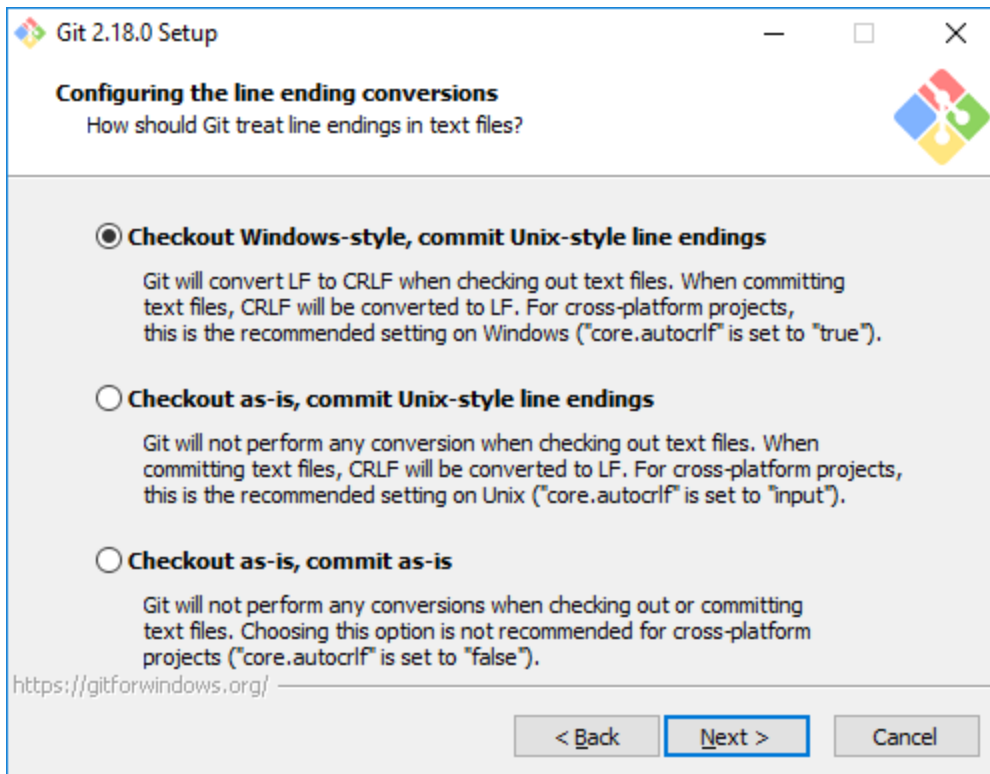 Git 2.18.0 Setup
Configuring the line ending conversions
How should Git treat line endings in text files?
Checkout Windows-style, commit Unix-style line endings
Git will convert LF to CRLF when checking out text files. When committing
text files, CRLF will be converted to LF. For cross-platform projects,
this is the recommended setting on Windows ("core.autocrlf" is set to "true").
Checkout as-is, commit Unix-style line endings
Git will not perform any conversion when checking out text files. When
committing text files, CRLF will be converted to LF. For cross-platform projects,
this is the recommended setting on Unix ("core.autocrlf" is set to "input").
Checkout as-is, commit as-is
Git will not perform any conversions when checking out or committing
text files. Choosing this option is not recommended for cross-platform
projects ("core.autocrlf" is set to "false").
https://gitforwindows.org/
< Back Next > Cancel